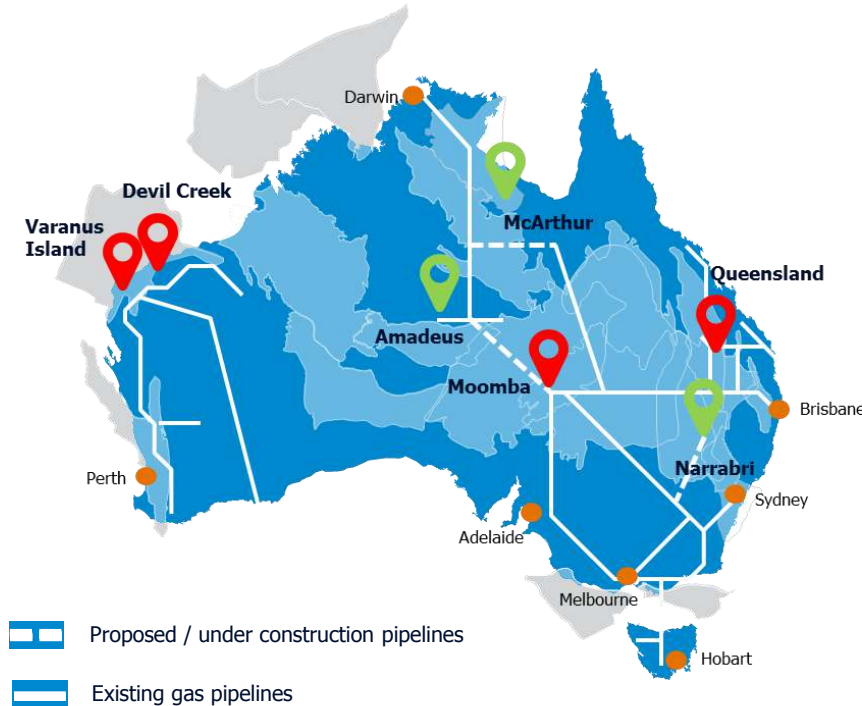 Darwin
Devil Creek
Varanus
Island
McArthur
Queensland
Amadeus
Moomba
Brisbane
Narrabri
Perth
Sydney
Adelaide
Melbourne
Proposed / under construction pipelines
Hobart
Existing gas pipelines